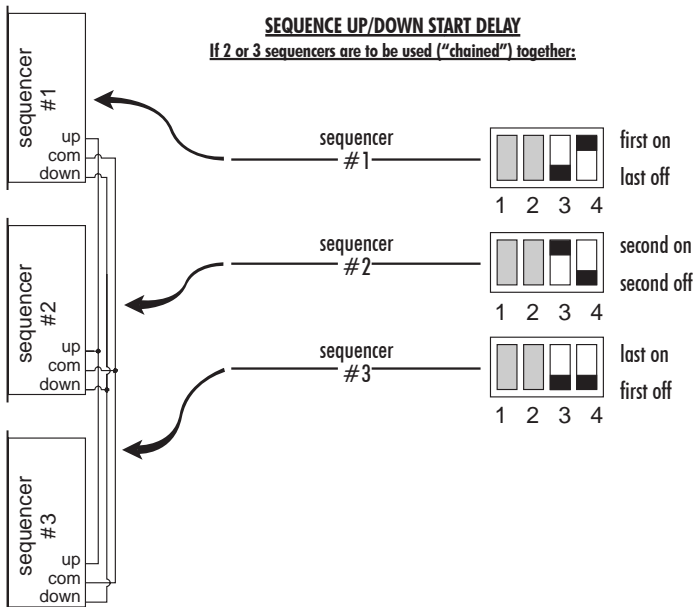 SEQUENCE UP/DOWN START DELAY
If 2 or 3 sequencers are to be used (“chained”) together:
sequencer
#1
up
com
down
sequencer
#1
first on
last off
1 2 3 4
sequencer
#2
up
com
down
sequencer
#2
second on
second off
1 2 3 4
sequencer
#3
last on
first off
1 2 3 4
sequencer
#3
up
com
down